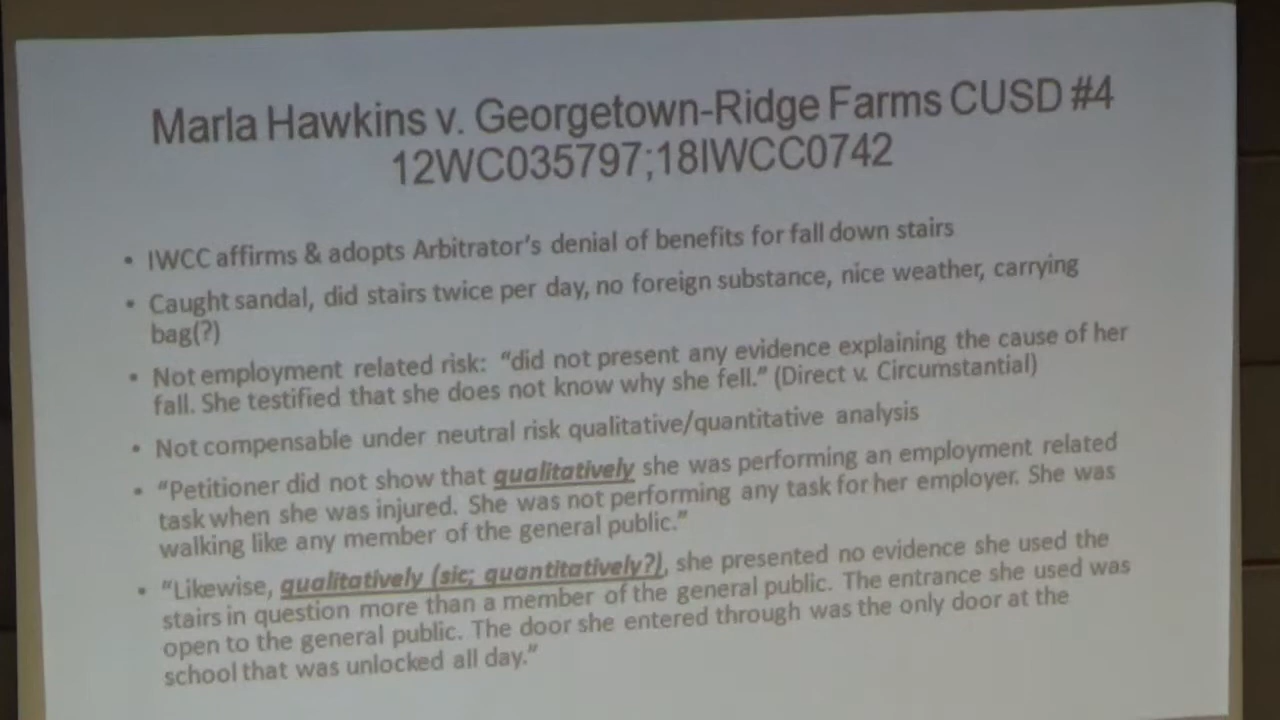 Marla Hawkins v. Georgetown-Ridge Farms CUSD #4
12WC035797;18IWCC0742
• IWCC affirms & adopts Arbitrator's denial of benefits for fall down stairs
• Caught sandal, did stairs twice per day, no foreign substance, nice weather, carrying
bag(?)
• Not employment related risk: "did not present any evidence explaining the cause of her
fall. She testified that she does not know why she fell." (Direct v. Circumstantial)
• Not compensable under neutral risk qualitative/quantitative analysis
• "Petitioner did not show that qualitatively she was performing an employment related
task when she was injured. She was not performing any task for her employer. She was
walking like any member of the general public."
• "Likewise, qualitatively (sic; quantitatively?), she presented no evidence she used the
stairs in question more than a member of the general public. The entrance she used was
open to the general public. The door she entered through was the only door at the
school that was unlocked all day."